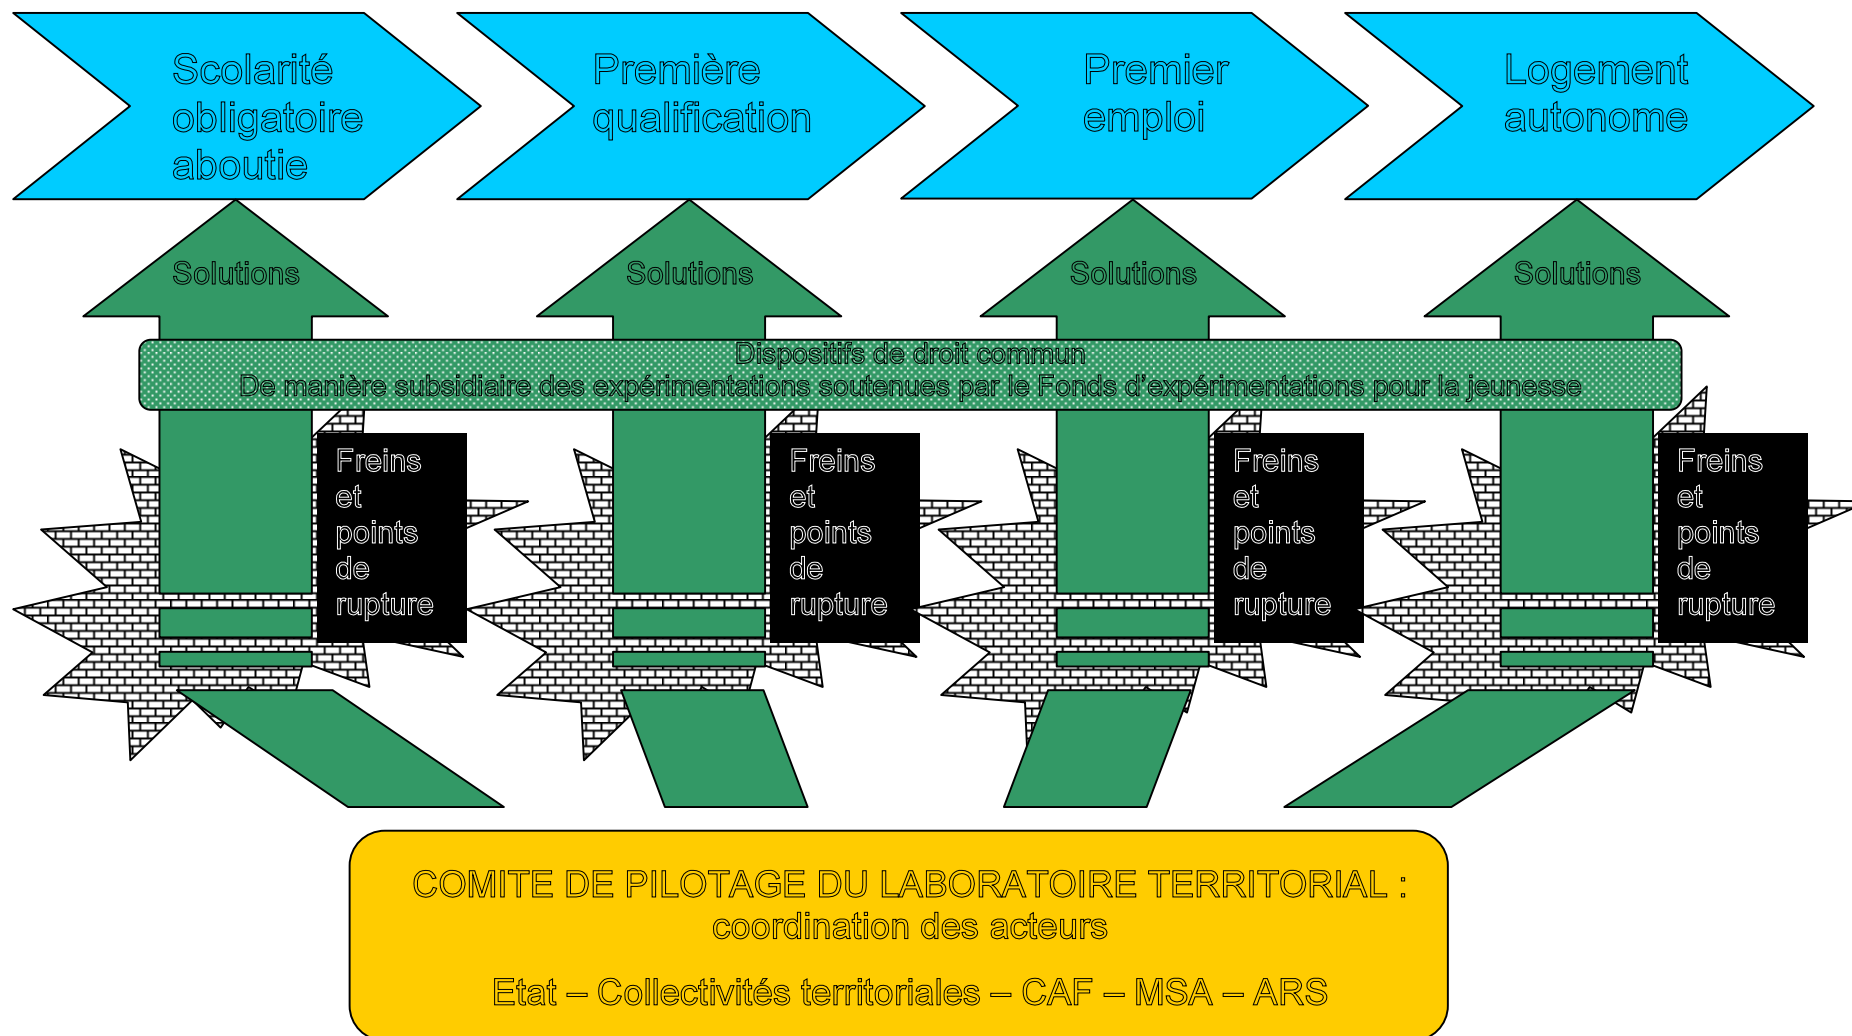 Scolarité
obligatoire
aboutie
Première
qualification
Premier
emploi
Logement
autonome
Solutions
Solutions
Solutions
Solutions
Dispositifs de droit commun
De manière subsidiaire des expérimentations soutenues par le Fonds d'expérimentations pour la jeunesse
Freins
et
points
de
rupture
Freins
et
points
de
rupture
Freins
et
points
de
rupture
Freins
et
points
de
rupture
COMITE DE PILOTAGE DU LABORATOIRE TERRITORIAL :
coordination des acteurs
Etat – Collectivités territoriales – CAF – MSA – ARS